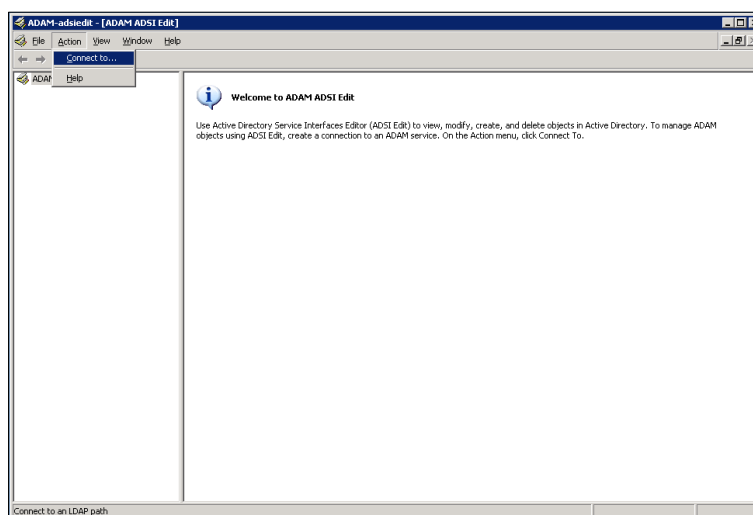 ADAM-adsiedit - [ADAM ADSI Edit]
File Action View Window Help
Connect to...
ADAM
Help
Welcome to ADAM ADSI Edit
Use Active Directory Service Interfaces Editor (ADSI Edit) to view, modify, create, and delete objects in Active Directory. To manage ADAM
objects using ADSI Edit, create a connection to an ADAM service. On the Action menu, click Connect To.
Connect to an LDAP path